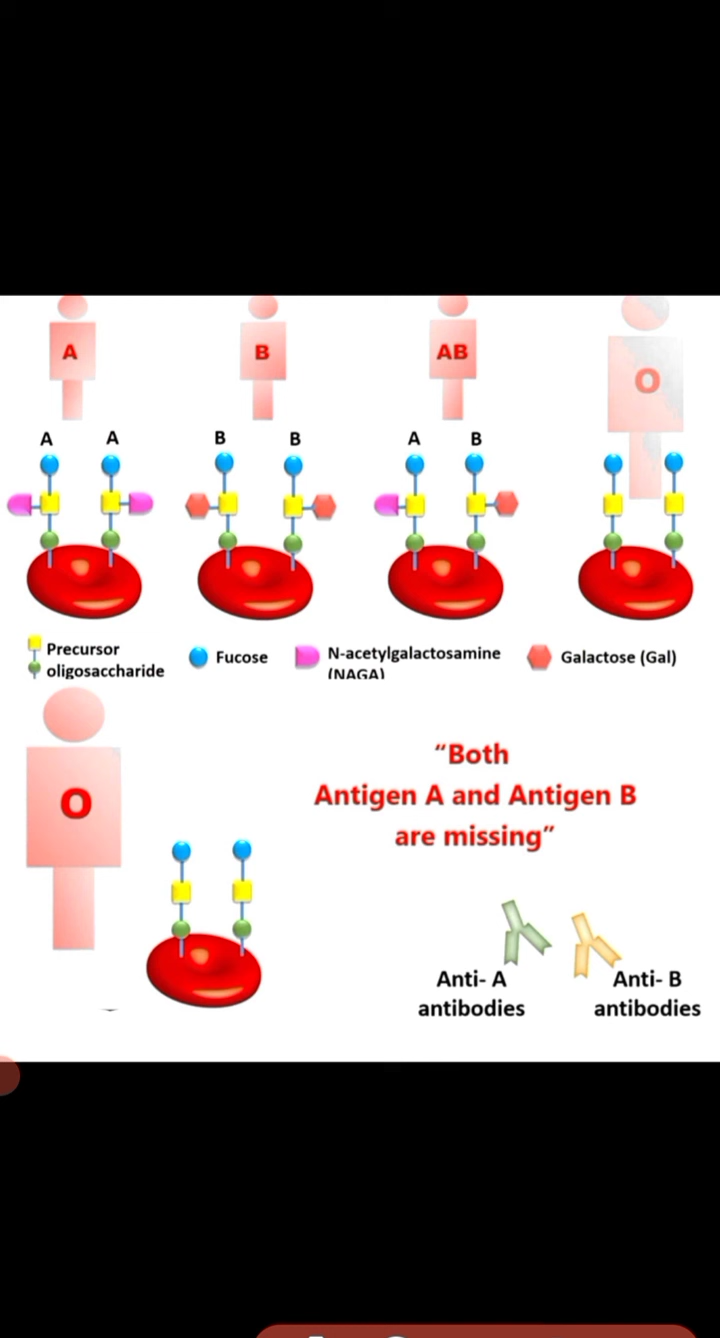 A
B
AB
O
A A
B B
A B
Precursor
oligosaccharide
Fucose
N-acetylgalactosamine
(NAGA)
Galactose (Gal)
O
“Both
Antigen A and Antigen B
are missing”
Anti- A
antibodies
Anti- B
antibodies